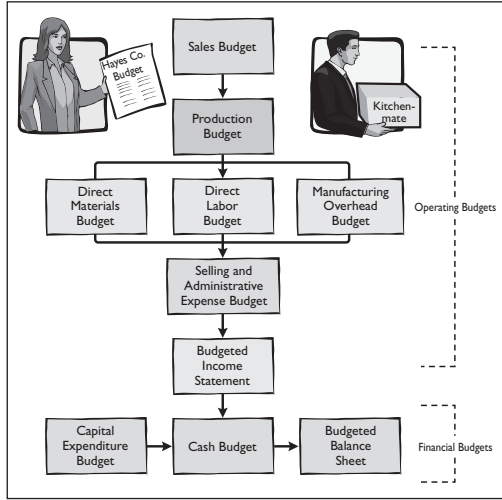 Hayes Co.
Budget
Sales Budget
Kitchen-
mate
Production
Budget
Direct
Materials
Budget
Direct
Labor
Budget
Manufacturing
Overhead
Budget
Operating Budgets
Selling and
Administrative
Expense Budget
Budgeted
Income
Statement
Capital
Expenditure
Budget
Cash Budget
Budgeted
Balance
Sheet
Financial Budgets